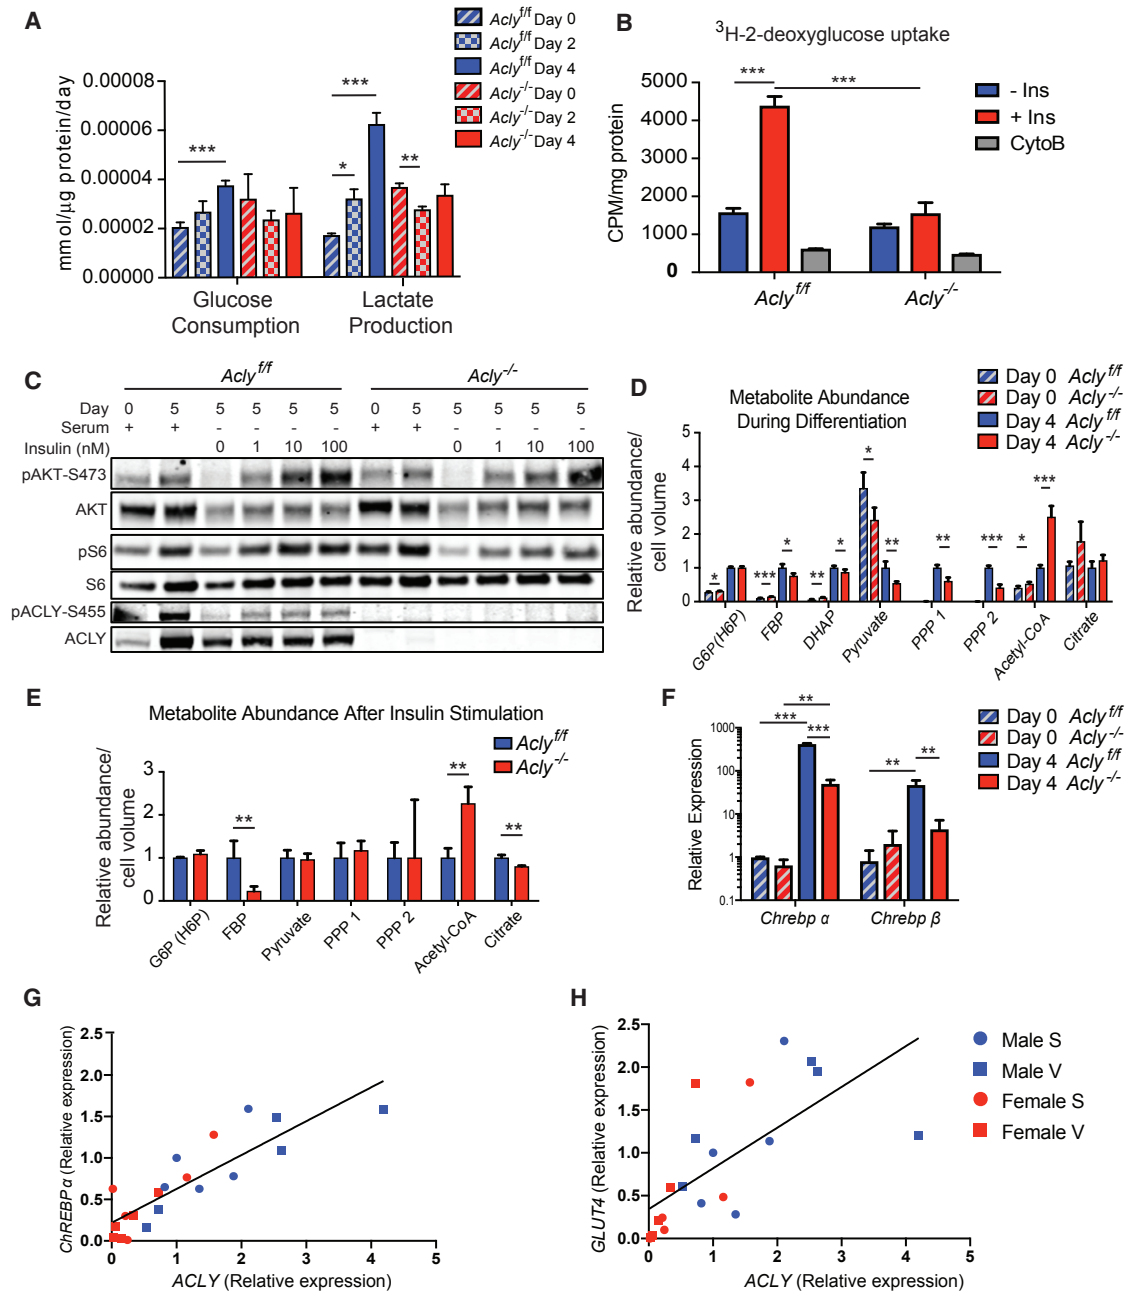 A
Acly f/f Day 0
Acly f/f Day 2
Acly f/f Day 4
Acly -/- Day 0
Acly -/- Day 2
Acly -/- Day 4
mmol/µg protein/day
0.00008
0.00006
0.00004
0.00002
0.00000
*** * *** **
Glucose Consumption
Lactate Production
B
³H-2-deoxyglucose uptake
CPM/mg protein
5000
4000
3000
2000
1000
0
*** ***
- Ins
+ Ins
CytoB
Acly f/f Acly -/-
C
Acly f/f Acly -/-
Day 0 5 5 5 5 5 0 5 5 5 5 5
Serum + + - - - - + + - - - -
Insulin (nM) 0 1 10 100 0 1 10 100
pAKT-S473
AKT
pS6
S6
pACLY-S455
ACLY
D
Metabolite Abundance
During Differentiation
Day 0 Acly f/f
Day 0 Acly -/-
Day 4 Acly f/f
Day 4 Acly -/-
Relative abundance/
cell volume
5
4
3
2
1
0
* *** * ** * * ** ** *** * ***
G6P (H6P) FBP DHAP Pyruvate PPP 1 PPP 2 Acetyl-CoA Citrate
E
Metabolite Abundance After Insulin Stimulation
Acly f/f
Acly -/-
Relative abundance/
cell volume
3
2
1
0
** ** **
G6P (H6P) FBP Pyruvate PPP 1 PPP 2 Acetyl-CoA Citrate
F
Day 0 Acly f/f
Day 0 Acly -/-
Day 4 Acly f/f
Day 4 Acly -/-
Relative Expression
1000
100
10
1
0.1
*** ** *** ** **
Chrebp α Chrebp β
G
ChREBPα (Relative expression)
2.5
2.0
1.5
1.0
0.5
0.0
0 1 2 3 4 5
ACLY (Relative expression)
H
GLUT4 (Relative expression)
2.5
2.0
1.5
1.0
0.5
0.0
0 1 2 3 4 5
ACLY (Relative expression)
Male S
Male V
Female S
Female V